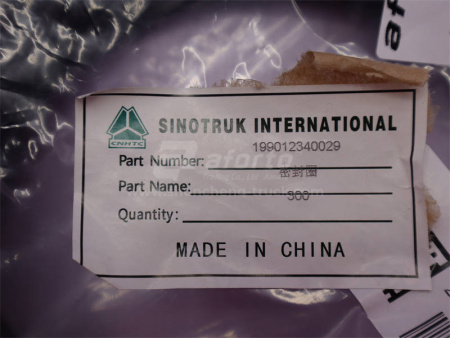 SINOTRUK INTERNATIONAL
CNHTC
199012340029
Part Number:
密封圈
Part Name:
300
Quantity:
MADE IN CHINA